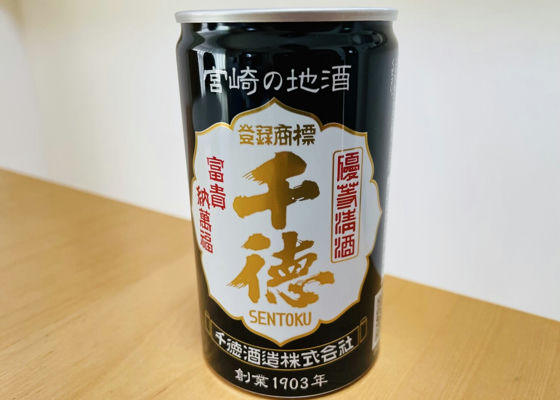 宮崎の地酒
登録商標
優等清酒
千徳
富貴
納萬福
SENTOKU
千徳酒造株式会社
創業1903年